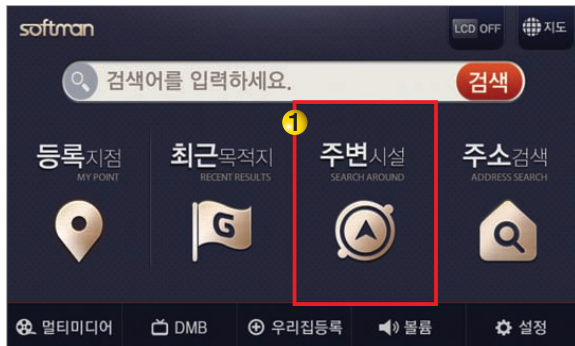 softman
LCD OFF
지도
검색어를 입력하세요.
검색
1
등록지점
MY POINT
최근목적지
RECENT RESULTS
G
주변시설
SEARCH AROUND
주소검색
ADDRESS SEARCH
멀티미디어
DMB
우리집등록
볼륨
설정